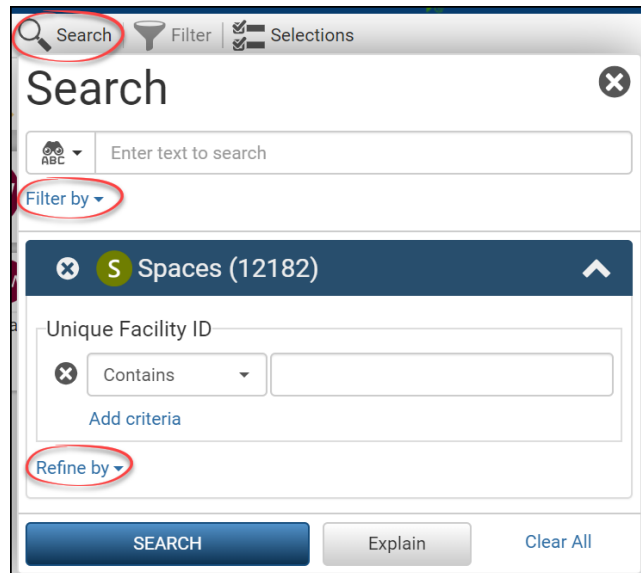 Search Filter Selections
Search
ABC Enter text to search
Filter by
S Spaces (12182)
Unique Facility ID
Contains
Add criteria
Refine by
SEARCH Explain Clear All